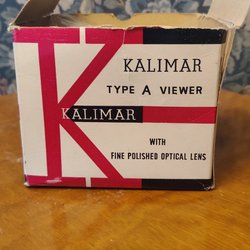 KALIMAR
TYPE A VIEWER
KALIMAR
WITH
FINE POLISHED OPTICAL LENS